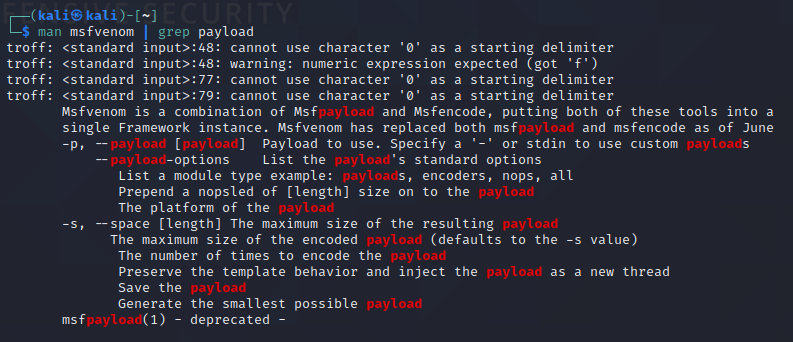 OFFENSIVE SECURITY
┌──(kali㉿kali)-[~]
└─$ man msfvenom | grep payload
troff: <standard input>:48: cannot use character '0' as a starting delimiter
troff: <standard input>:48: warning: numeric expression expected (got 'f')
troff: <standard input>:77: cannot use character '0' as a starting delimiter
troff: <standard input>:79: cannot use character '0' as a starting delimiter
Msfvenom is a combination of Msfpayload and Msfencode, putting both of these tools into a
single Framework instance. Msfvenom has replaced both msfpayload and msfencode as of June
-p, --payload [payload]  Payload to use. Specify a '-' or stdin to use custom payloads
--payload-options    List the payload's standard options
List a module type example: payloads, encoders, nops, all
Prepend a nopsled of [length] size on to the payload
The platform of the payload
-s, --space [length] The maximum size of the resulting payload
The maximum size of the encoded payload (defaults to the -s value)
The number of times to encode the payload
Preserve the template behavior and inject the payload as a new thread
Save the payload
Generate the smallest possible payload
msfpayload(1) - deprecated -